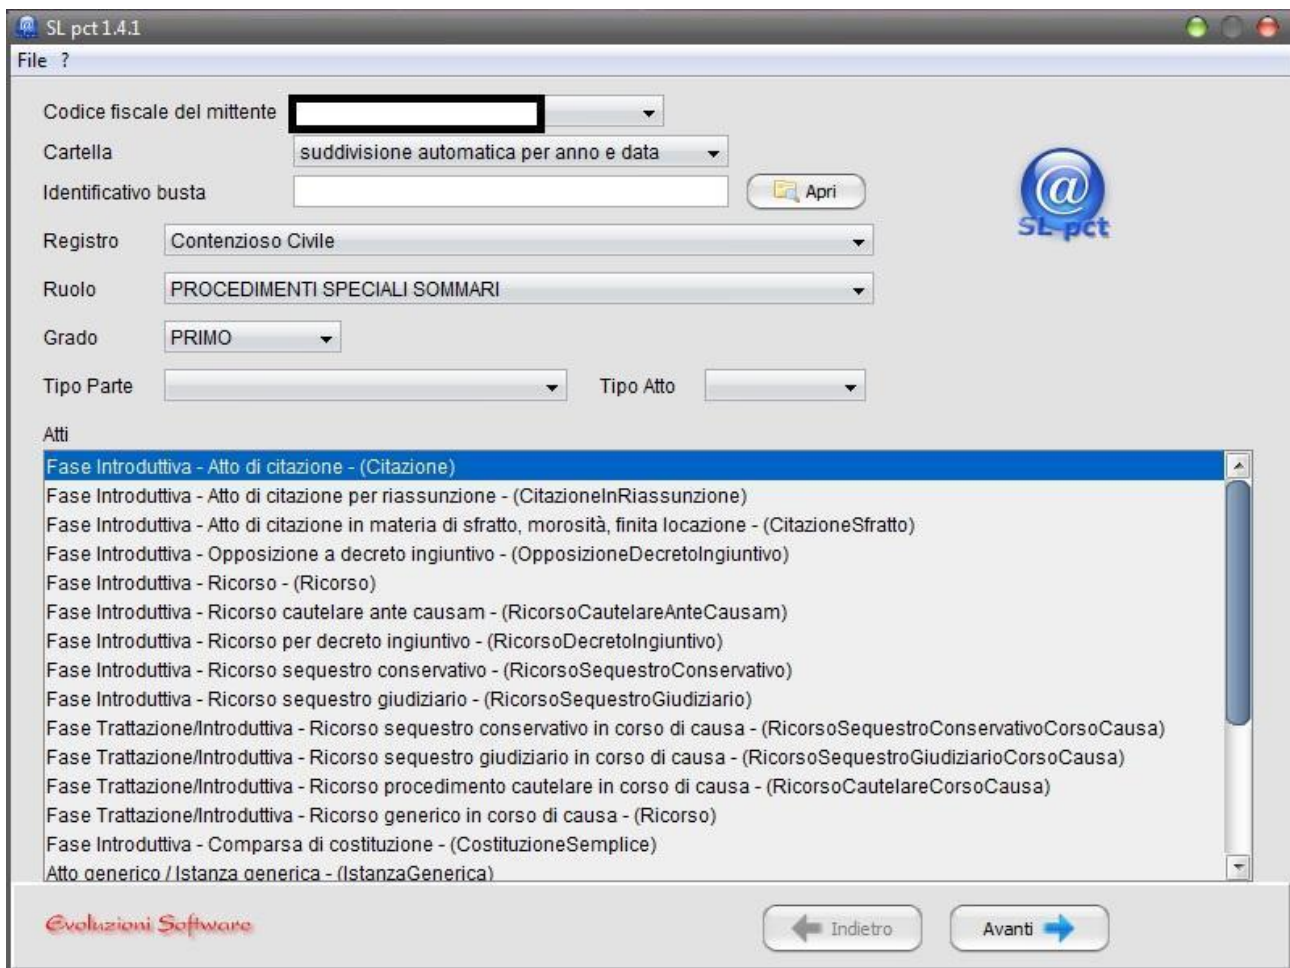 SL pct 1.4.1
File ?
Codice fiscale del mittente
Cartella suddivisione automatica per anno e data
Identificativo busta Apri
SL pct
Registro Contenzioso Civile
Ruolo PROCEDIMENTI SPECIALI SOMMARI
Grado PRIMO
Tipo Parte Tipo Atto
Atti
Fase Introduttiva - Atto di citazione - (Citazione)
Fase Introduttiva - Atto di citazione per riassunzione - (CitazioneInRiassunzione)
Fase Introduttiva - Atto di citazione in materia di sfratto, morosità, finita locazione - (CitazioneSfratto)
Fase Introduttiva - Opposizione a decreto ingiuntivo - (OpposizioneDecretoIngiuntivo)
Fase Introduttiva - Ricorso - (Ricorso)
Fase Introduttiva - Ricorso cautelare ante causam - (RicorsoCautelareAnteCausam)
Fase Introduttiva - Ricorso per decreto ingiuntivo - (RicorsoDecretoIngiuntivo)
Fase Introduttiva - Ricorso sequestro conservativo - (RicorsoSequestroConservativo)
Fase Introduttiva - Ricorso sequestro giudiziario - (RicorsoSequestroGiudiziario)
Fase Trattazione/Introduttiva - Ricorso sequestro conservativo in corso di causa - (RicorsoSequestroConservativoCorsoCausa)
Fase Trattazione/Introduttiva - Ricorso sequestro giudiziario in corso di causa - (RicorsoSequestroGiudiziarioCorsoCausa)
Fase Trattazione/Introduttiva - Ricorso procedimento cautelare in corso di causa - (RicorsoCautelareCorsoCausa)
Fase Trattazione/Introduttiva - Ricorso generico in corso di causa - (Ricorso)
Fase Introduttiva - Comparsa di costituzione - (CostituzioneSemplice)
Atto generico / Istanza generica - (IstanzaGenerica)
Evoluzioni Software Indietro Avanti